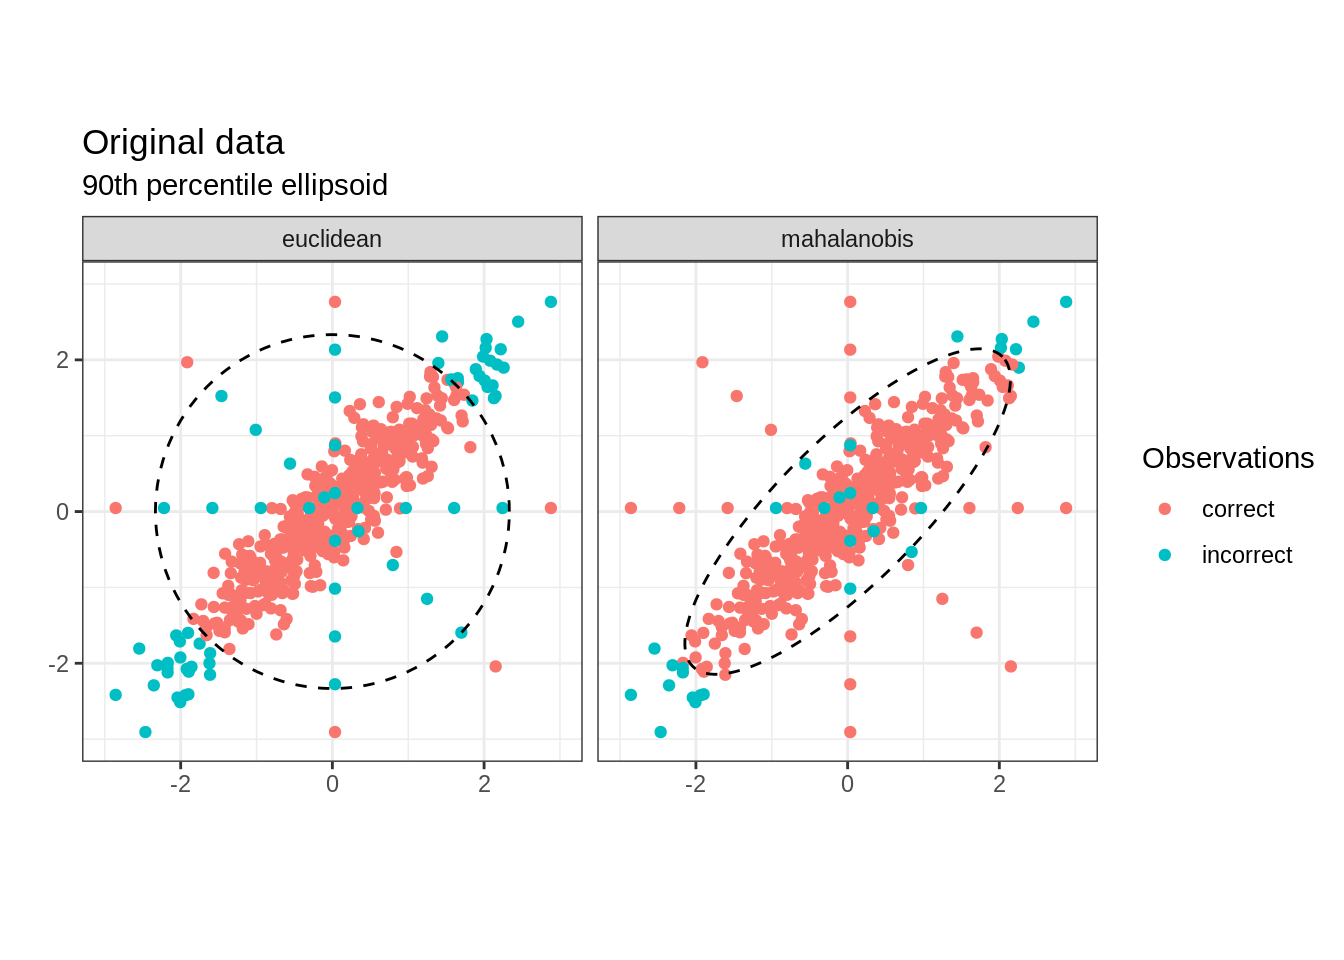 Original data
90th percentile ellipsoid
euclidean
mahalanobis
2
0
-2
-2
0
2
-2
0
2
Observations
correct
incorrect